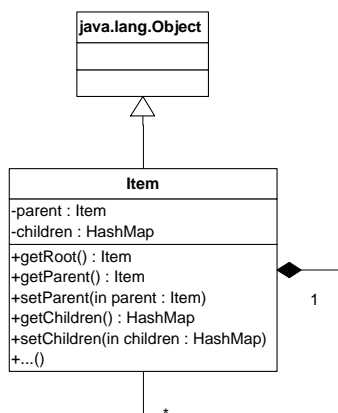 java.lang.Object
Item
-parent : Item
-children : HashMap
+getRoot() : Item
+getParent() : Item
+setParent(in parent : Item)
+getChildren() : HashMap
+setChildren(in children : HashMap)
+...()
1
*